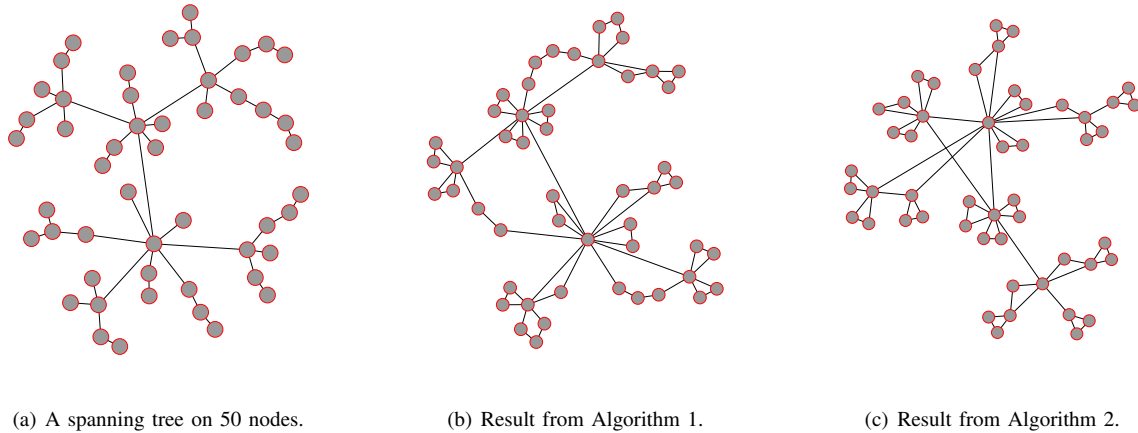 (a) A spanning tree on 50 nodes.
(b) Result from Algorithm 1.
(c) Result from Algorithm 2.